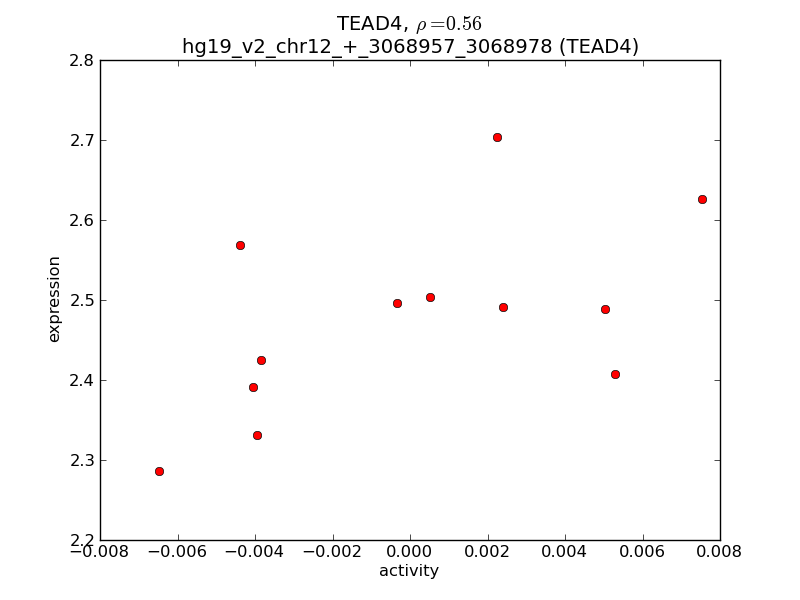 TEAD4, ρ=0.56
hg19_v2_chr12_+_3068957_3068978 (TEAD4)
2.8
2.7
2.6
2.5
2.4
2.3
2.2
expression
−0.008 −0.006 −0.004 −0.002 0.000 0.002 0.004 0.006 0.008
activity